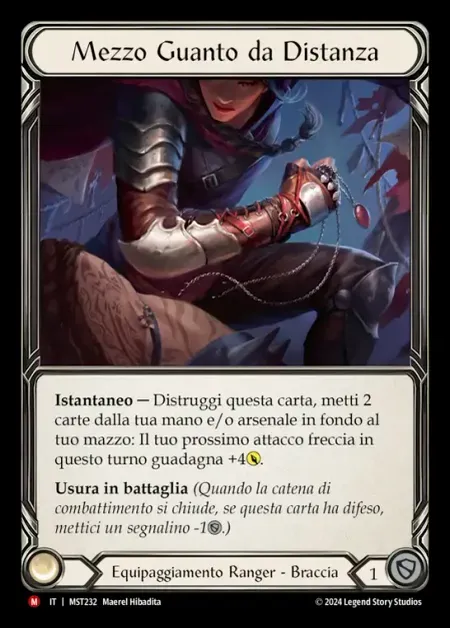 Mezzo Guanto da Distanza
Istantaneo — Distruggi questa carta, metti 2
carte dalla tua mano e/o arsenale in fondo al
tuo mazzo: Il tuo prossimo attacco freccia in
questo turno guadagna +4.
Usura in battaglia (Quando la catena di
combattimento si chiude, se questa carta ha difeso,
mettici un segnalino -1.)
Equipaggiamento Ranger - Braccia
1
M IT | MST232 Maerel Hibadita
© 2024 Legend Story Studios